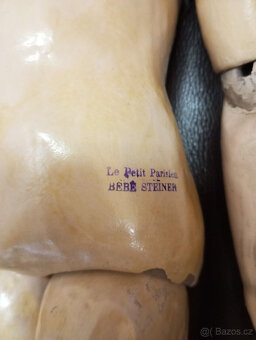 Le Petit Parisien
BÉBÉ STEINER
© Bazos.cz